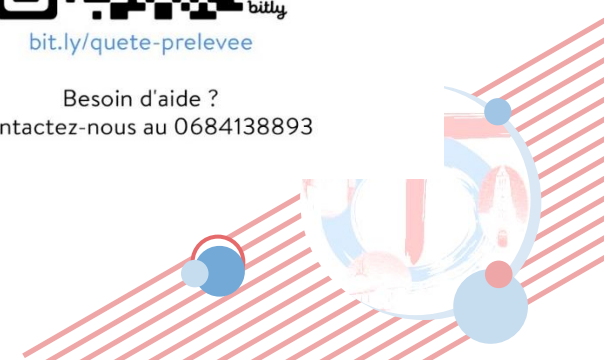 bitly
bit.ly/quete-prelevee
Besoin d'aide ?
ntactez-nous au 0684138893